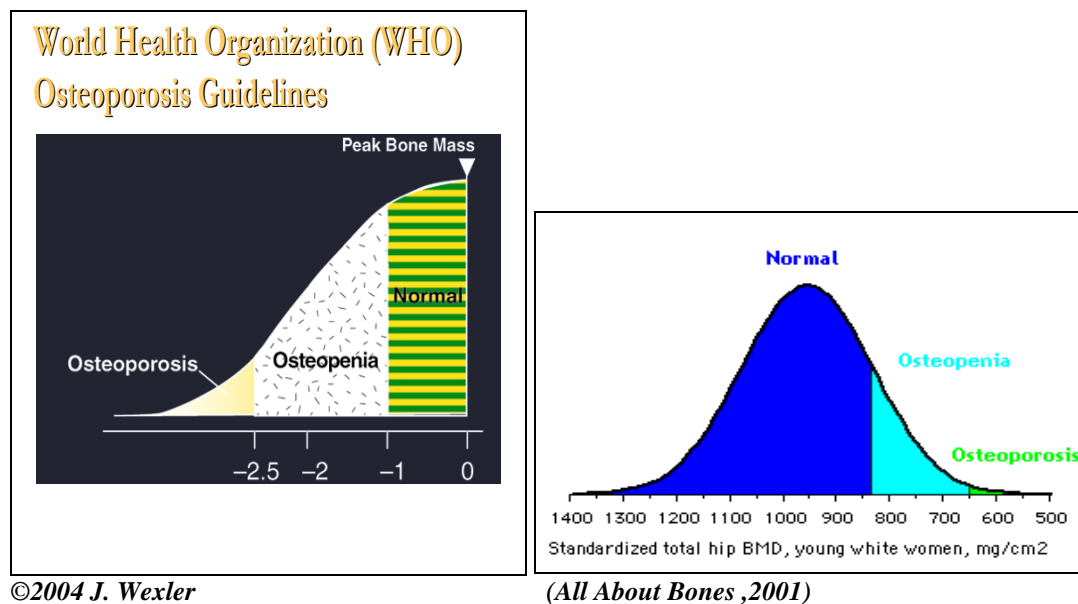 World Health Organization (WHO)
Osteoporosis Guidelines
Peak Bone Mass
Normal
Osteoporosis
Osteopenia
–2.5 –2 –1 0
©2004 J. Wexler
Normal
Osteopenia
Osteoporosis
1400 1300 1200 1100 1000 900 800 700 600 500
Standardized total hip BMD, young white women, mg/cm2
(All About Bones ,2001)